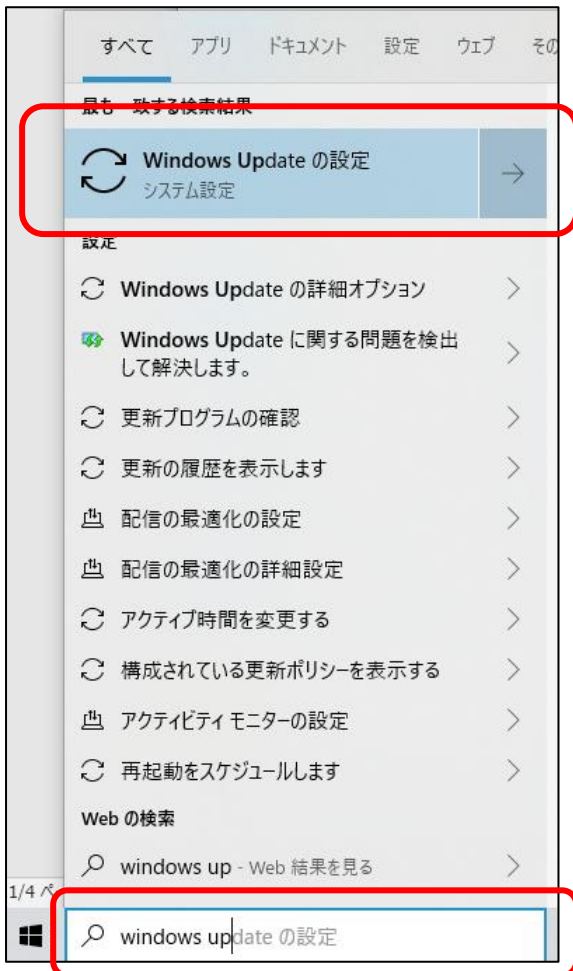 すべて アプリ ドキュメント 設定 ウェブ その
最も一致する検索結果
Windows Update の設定
システム設定
設定
Windows Update の詳細オプション
Windows Update に関する問題を検出
して解決します。
更新プログラムの確認
更新の履歴を表示します
配信の最適化の設定
配信の最適化の詳細設定
アクティブ時間を変更する
構成されている更新ポリシーを表示する
アクティビティ モニターの設定
再起動をスケジュールします
Web の検索
windows up - Web 結果を見る
1/4 ペ
windows update の設定